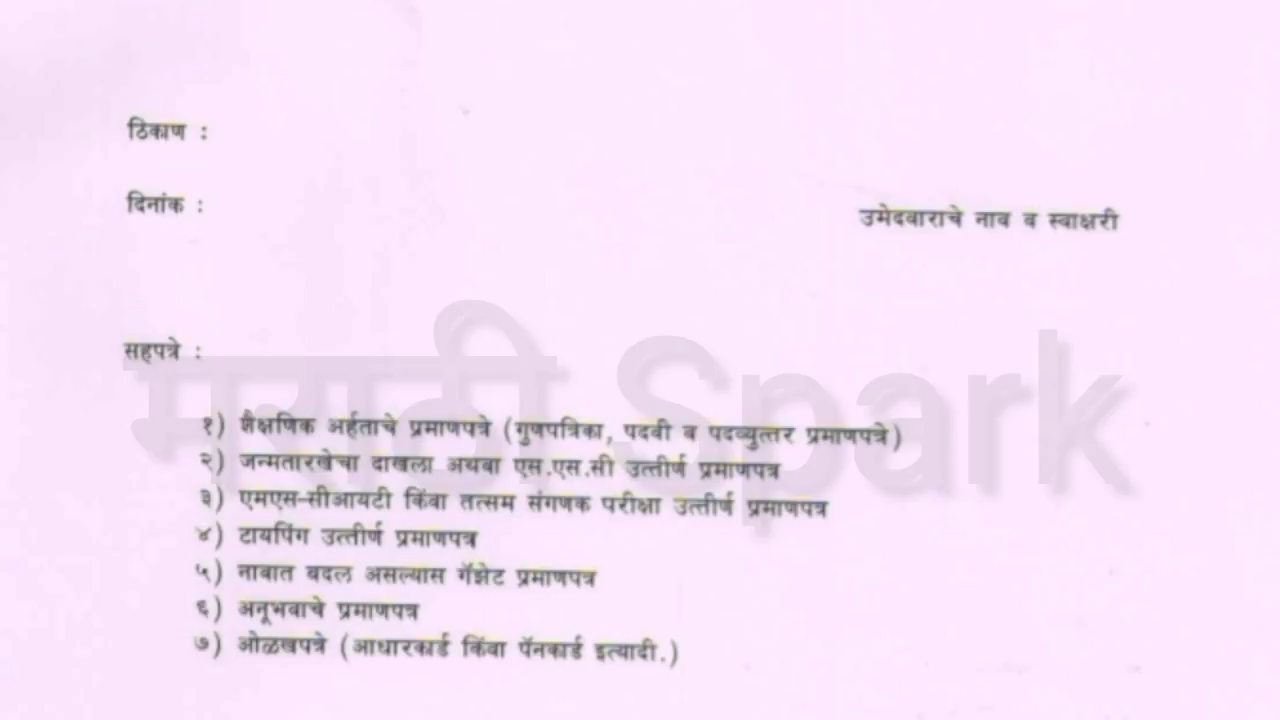 ठिकाण :
दिनांक :
उमेदवाराचे नाव व स्वाक्षरी
सहपत्रे :
मराठी Spark
१) शैक्षणिक अर्हताचे प्रमाणपत्रे (गुणपत्रिका, पदवी व पदव्युत्तर प्रमाणपत्रे)
२) जन्मतारखेचा दाखला अथवा एस.एस.सी उत्तीर्ण प्रमाणपत्र
३) एमएस-सीआयटी किंवा तत्सम संगणक परीक्षा उत्तीर्ण प्रमाणपत्र
४) टायपिंग उत्तीर्ण प्रमाणपत्र
५) नावात बदल असल्यास गॅझेट प्रमाणपत्र
६) अनूभवाचे प्रमाणपत्र
७) ओळखपत्रे (आधारकार्ड किंवा पॅनकार्ड इत्यादी.)